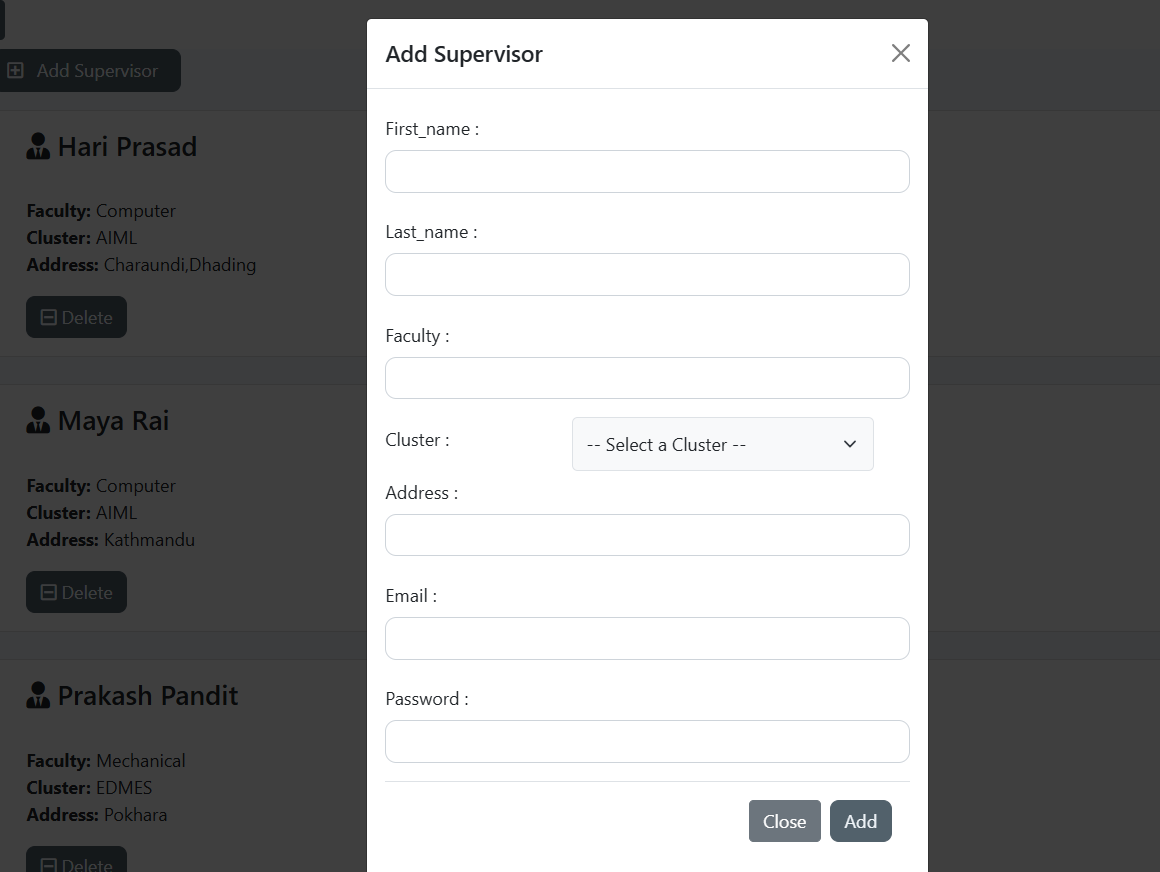 Add Supervisor
Hari Prasad
Faculty: Computer
Cluster: AIML
Address: Charaundi,Dhading
Delete
Maya Rai
Faculty: Computer
Cluster: AIML
Address: Kathmandu
Delete
Prakash Pandit
Faculty: Mechanical
Cluster: EDMES
Address: Pokhara
Delete
Add Supervisor
First_name :
Last_name :
Faculty :
Cluster : -- Select a Cluster --
Address :
Email :
Password :
Close Add